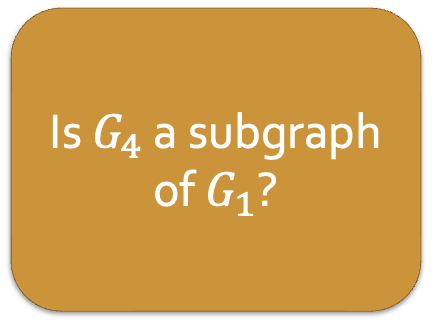 Is G₄ a subgraph
of G₁?